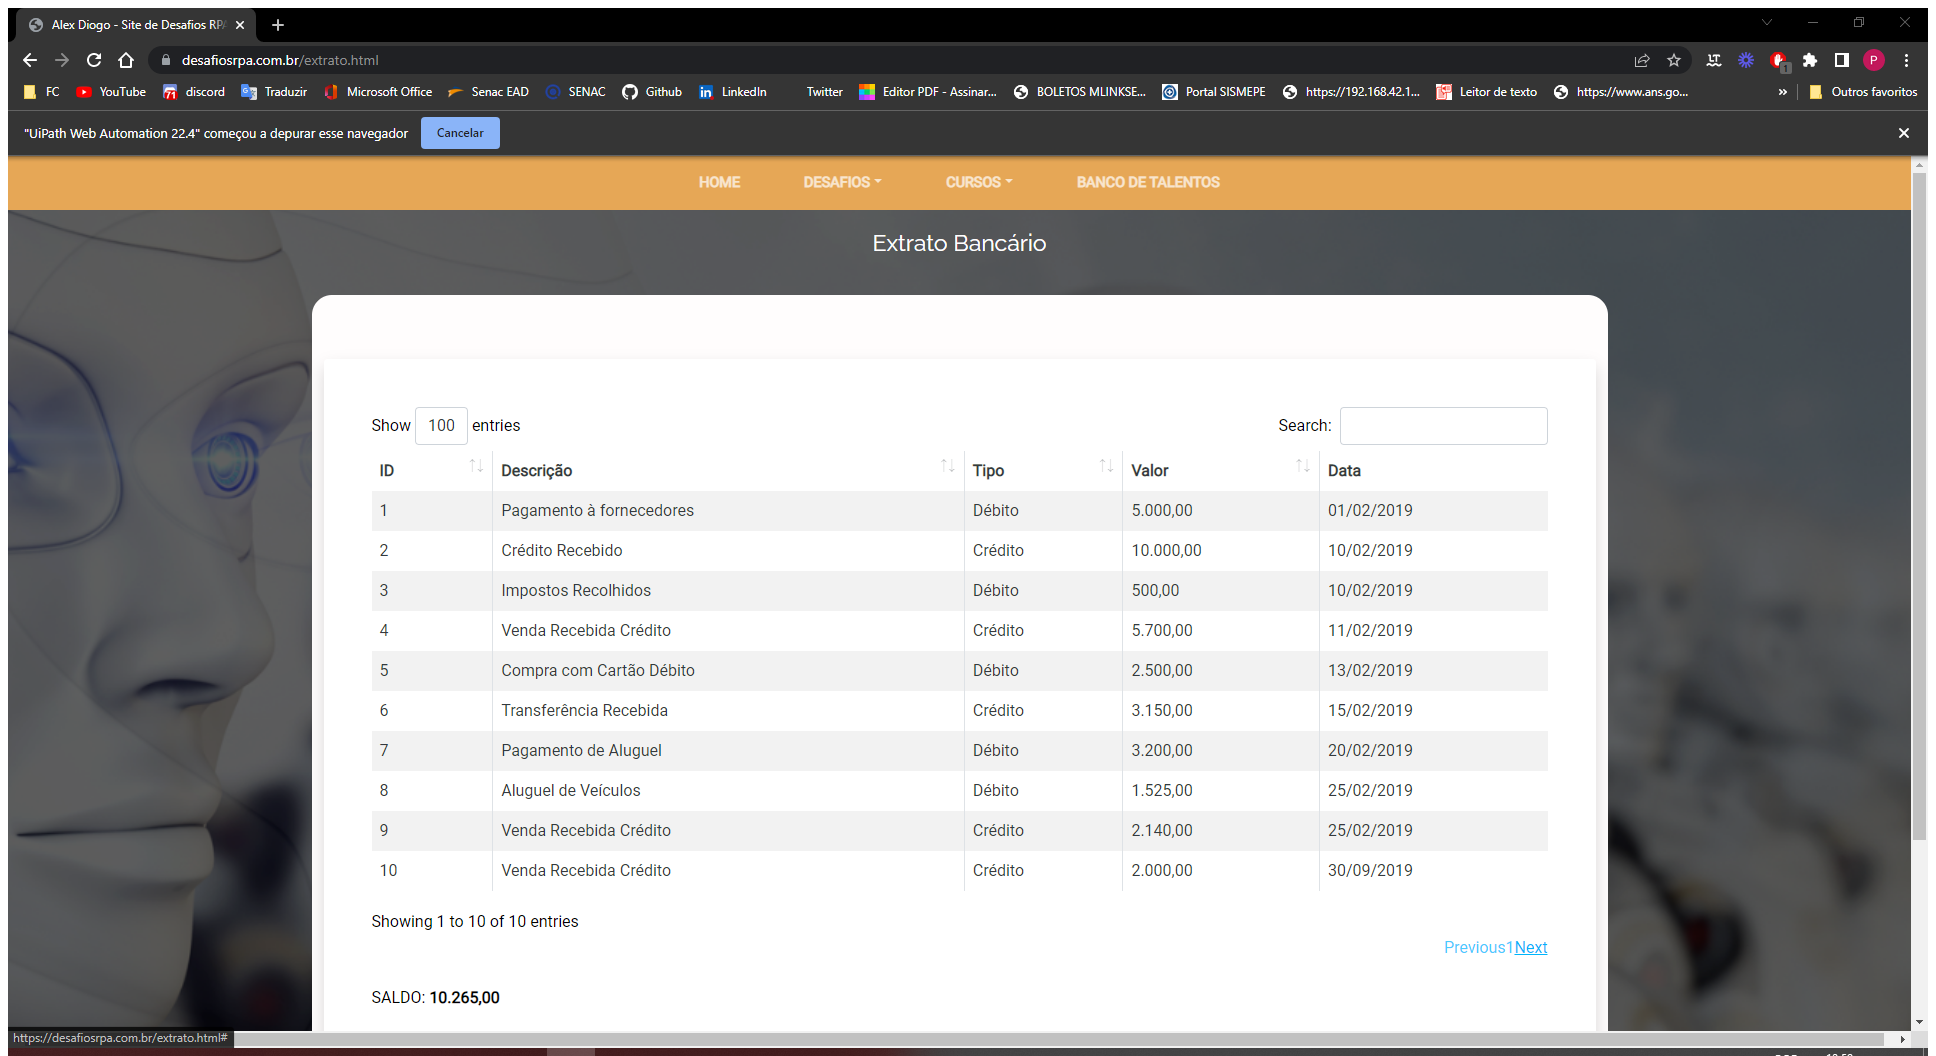 Alex Diogo - Site de Desafios RPA
desafiosrpa.com.br/extrato.html
1 P
FC YouTube discord Traduzir Microsoft Office Senac EAD SENAC Github LinkedIn Twitter Editor PDF - Assinar... BOLETOS MLINKSE... Portal SISMEPE https://192.168.42.1... Leitor de texto https://www.ans.go... » Outros favoritos
"UiPath Web Automation 22.4" começou a depurar esse navegador Cancelar
HOME DESAFIOS CURSOS BANCO DE TALENTOS
Extrato Bancário
Show 100 entries Search:
ID Descrição Tipo Valor Data
1 Pagamento à fornecedores Débito 5.000,00 01/02/2019
2 Crédito Recebido Crédito 10.000,00 10/02/2019
3 Impostos Recolhidos Débito 500,00 10/02/2019
4 Venda Recebida Crédito Crédito 5.700,00 11/02/2019
5 Compra com Cartão Débito Débito 2.500,00 13/02/2019
6 Transferência Recebida Crédito 3.150,00 15/02/2019
7 Pagamento de Aluguel Débito 3.200,00 20/02/2019
8 Aluguel de Veículos Débito 1.525,00 25/02/2019
9 Venda Recebida Crédito Crédito 2.140,00 25/02/2019
10 Venda Recebida Crédito Crédito 2.000,00 30/09/2019
Showing 1 to 10 of 10 entries
Previous1Next
SALDO: 10.265,00
https://desafiosrpa.com.br/extrato.html#